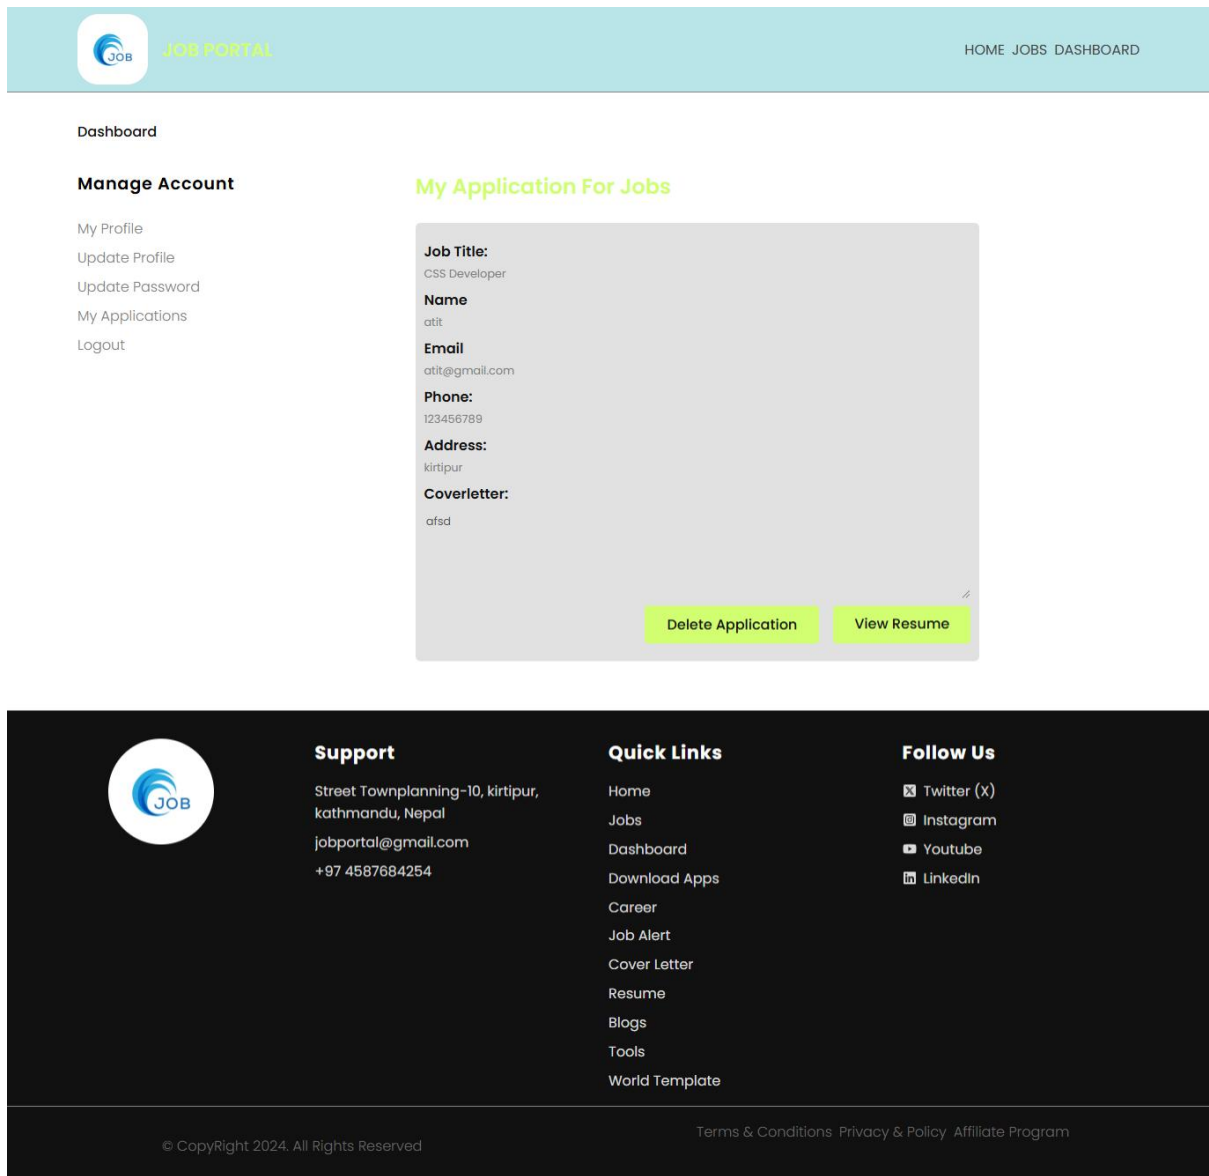 JOB
JOB PORTAL
HOME JOBS DASHBOARD
Dashboard
Manage Account
My Profile
Update Profile
Update Password
My Applications
Logout
My Application For Jobs
Job Title:
CSS Developer
Name
atit
Email
atit@gmail.com
Phone:
123456789
Address:
kirtipur
Coverletter:
afsd
Delete Application
View Resume
JOB
Support
Street Townplanning-10, kirtipur,
kathmandu, Nepal
jobportal@gmail.com
+97 4587684254
Quick Links
Home
Jobs
Dashboard
Download Apps
Career
Job Alert
Cover Letter
Resume
Blogs
Tools
World Template
Follow Us
Twitter (X)
Instagram
Youtube
LinkedIn
© CopyRight 2024. All Rights Reserved
Terms & Conditions Privacy & Policy Affiliate Program